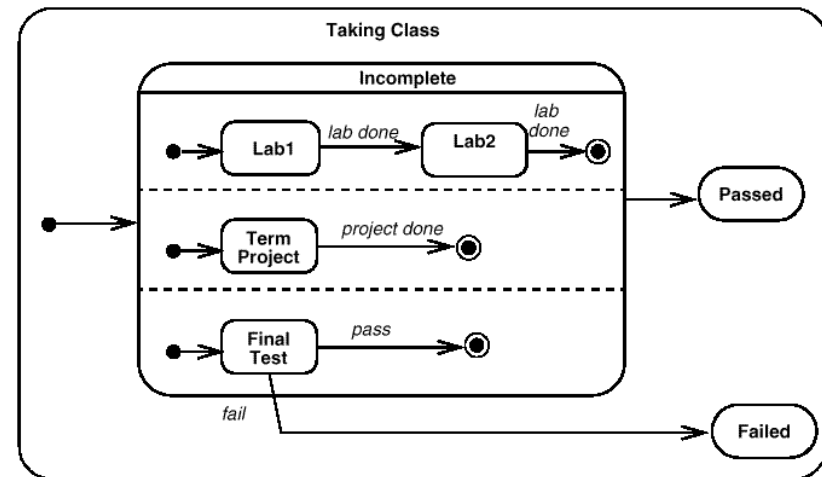 Taking Class
Incomplete
lab done
lab
done
Lab1
Lab2
Passed
Term
Project
project done
Final
Test
pass
fail
Failed